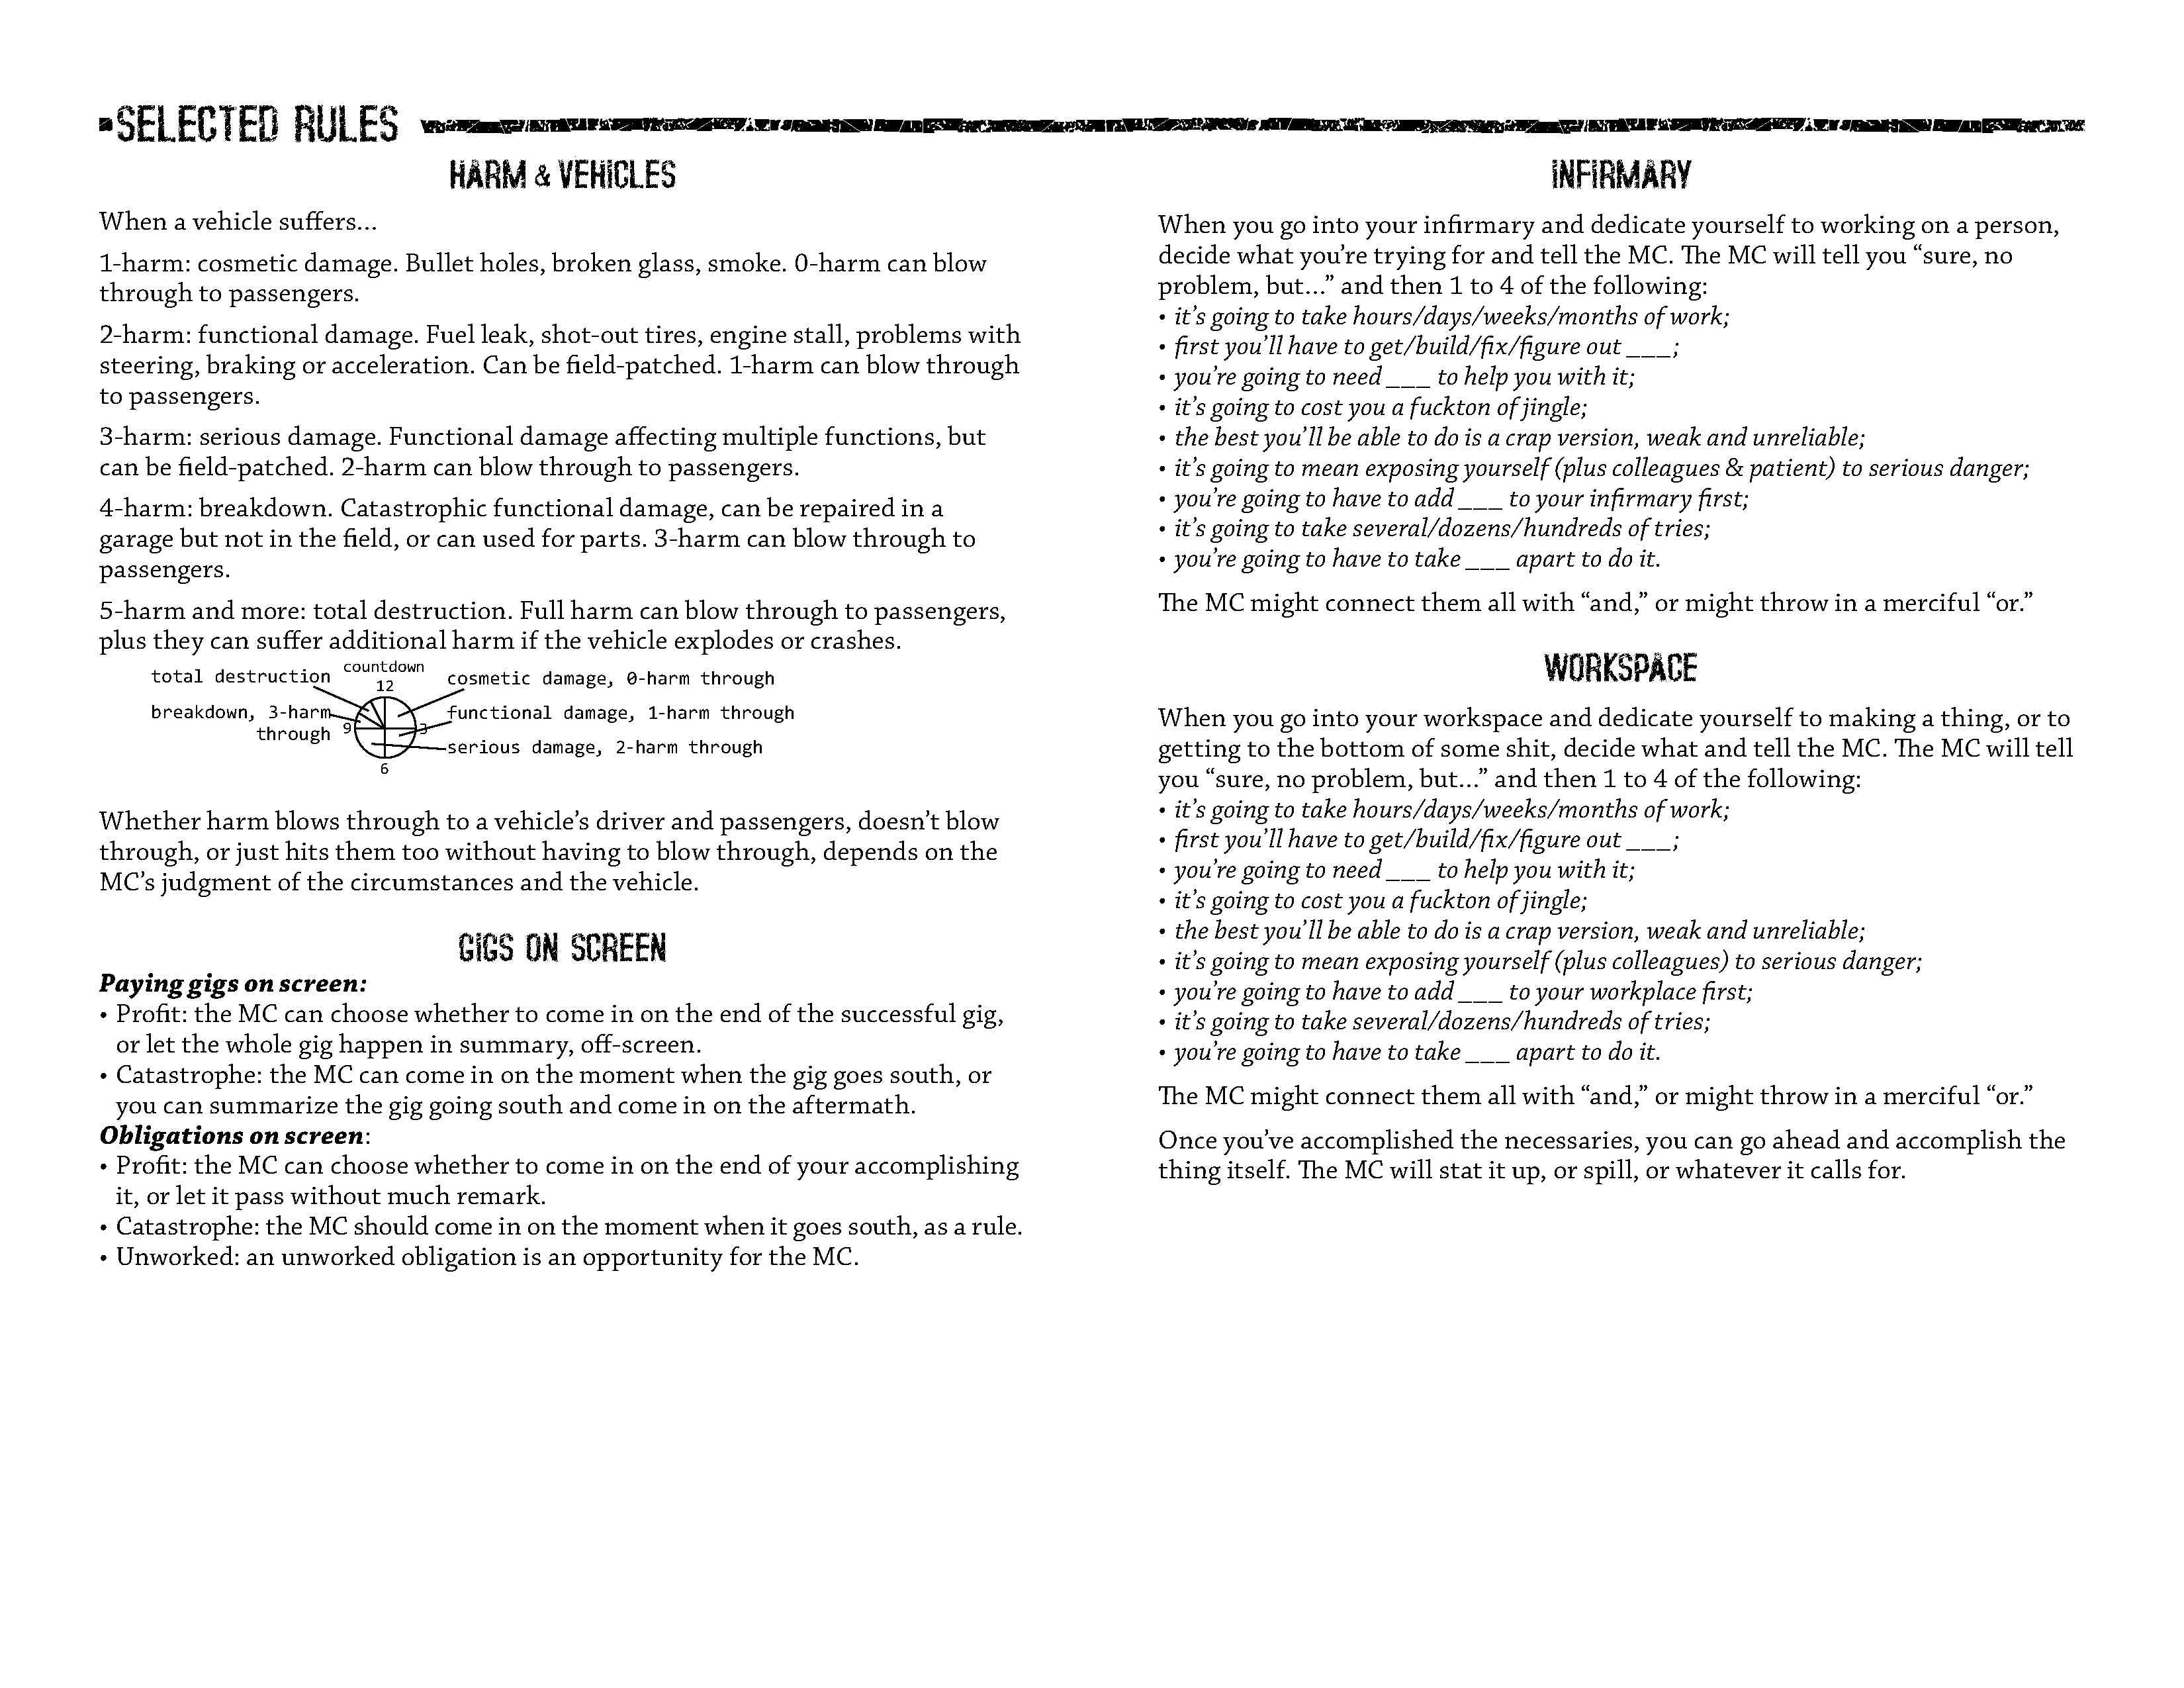 SELECTED RULES
HARM & VEHICLES
When a vehicle suffers…
1-harm: cosmetic damage. Bullet holes, broken glass, smoke. 0-harm can blow
through to passengers.
2-harm: functional damage. Fuel leak, shot-out tires, engine stall, problems with
steering, braking or acceleration. Can be field-patched. 1-harm can blow through
to passengers.
3-harm: serious damage. Functional damage affecting multiple functions, but
can be field-patched. 2-harm can blow through to passengers.
4-harm: breakdown. Catastrophic functional damage, can be repaired in a
garage but not in the field, or can used for parts. 3-harm can blow through to
passengers.
5-harm and more: total destruction. Full harm can blow through to passengers,
plus they can suffer additional harm if the vehicle explodes or crashes.
countdown
total destruction
12
cosmetic damage, 0-harm through
breakdown, 3-harm
through
9
3
functional damage, 1-harm through
serious damage, 2-harm through
6
Whether harm blows through to a vehicle's driver and passengers, doesn't blow
through, or just hits them too without having to blow through, depends on the
MC's judgment of the circumstances and the vehicle.
GIGS ON SCREEN
Paying gigs on screen:
• Profit: the MC can choose whether to come in on the end of the successful gig,
or let the whole gig happen in summary, off-screen.
• Catastrophe: the MC can come in on the moment when the gig goes south, or
you can summarize the gig going south and come in on the aftermath.
Obligations on screen:
• Profit: the MC can choose whether to come in on the end of your accomplishing
it, or let it pass without much remark.
• Catastrophe: the MC should come in on the moment when it goes south, as a rule.
• Unworked: an unworked obligation is an opportunity for the MC.
INFIRMARY
When you go into your infirmary and dedicate yourself to working on a person,
decide what you're trying for and tell the MC. The MC will tell you “sure, no
problem, but…” and then 1 to 4 of the following:
• it's going to take hours/days/weeks/months of work;
• first you'll have to get/build/fix/figure out ___;
• you're going to need ___ to help you with it;
• it's going to cost you a fuckton of jingle;
• the best you'll be able to do is a crap version, weak and unreliable;
• it's going to mean exposing yourself (plus colleagues & patient) to serious danger;
• you're going to have to add ___ to your infirmary first;
• it's going to take several/dozens/hundreds of tries;
• you're going to have to take ___ apart to do it.
The MC might connect them all with “and,” or might throw in a merciful “or.”
WORKSPACE
When you go into your workspace and dedicate yourself to making a thing, or to
getting to the bottom of some shit, decide what and tell the MC. The MC will tell
you “sure, no problem, but…” and then 1 to 4 of the following:
• it's going to take hours/days/weeks/months of work;
• first you'll have to get/build/fix/figure out ___;
• you're going to need ___ to help you with it;
• it's going to cost you a fuckton of jingle;
• the best you'll be able to do is a crap version, weak and unreliable;
• it's going to mean exposing yourself (plus colleagues) to serious danger;
• you're going to have to add ___ to your workplace first;
• it's going to take several/dozens/hundreds of tries;
• you're going to have to take ___ apart to do it.
The MC might connect them all with “and,” or might throw in a merciful “or.”
Once you've accomplished the necessaries, you can go ahead and accomplish the
thing itself. The MC will stat it up, or spill, or whatever it calls for.